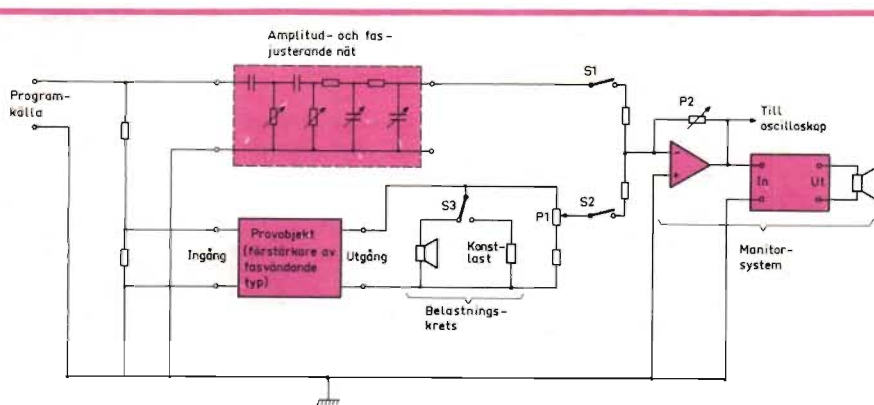 Amplitud- och fas-
justerande nät
Program-
källa
S1
P2
Till
oscilloskop
In
Ut
Monitor-
system
S3
P1
S2
Provobjekt
(förstärkare av
fasvändande
typ)
Ingång
Utgång
Konst-
last
Belastnings-
krets